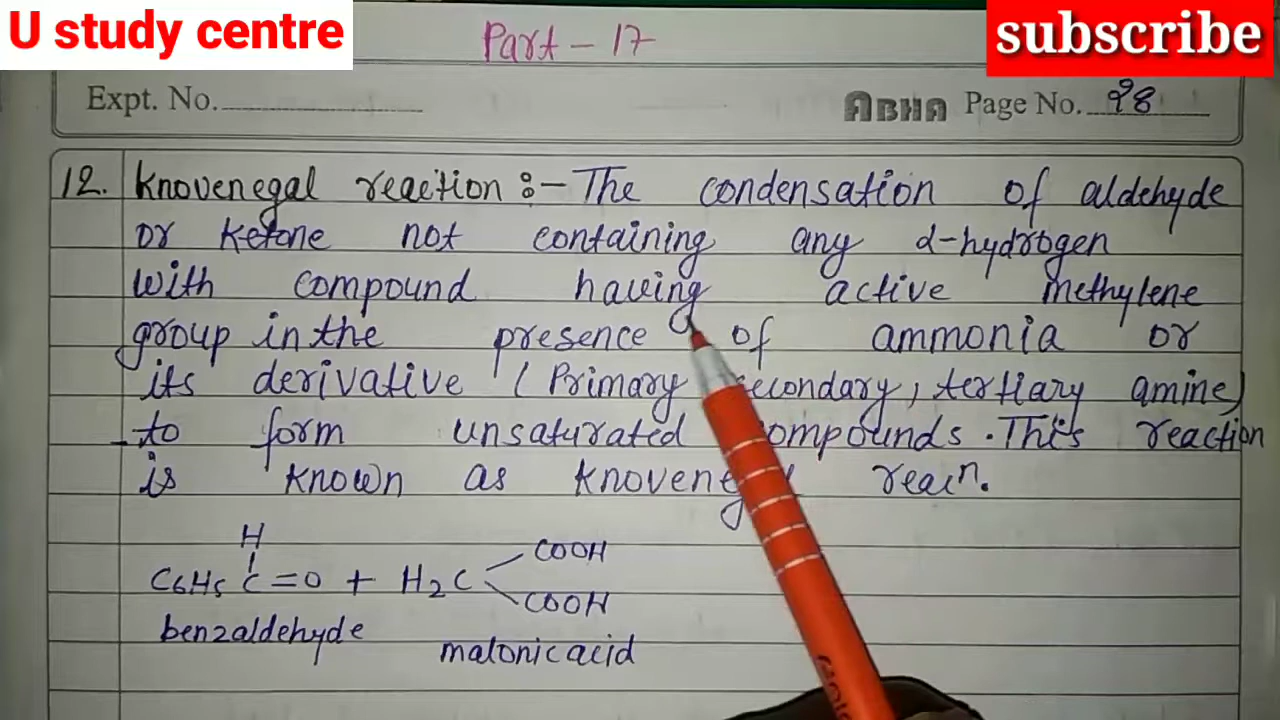 U study centre
Part - 17
subscribe
Expt. No.
ABHA Page No. 28
12. Knovenegal reaction :- The condensation of aldehyde
or Ketone not containing any α-hydrogen
with compound having active methylene
group in the presence of ammonia or
its derivative (Primary secondary, tertiary amine)
to form unsaturated compounds. This reaction
is known as Knovenegal reacn.
H
C6H5 C=O + H2C COOH
COOH
benzaldehyde
malonic acid